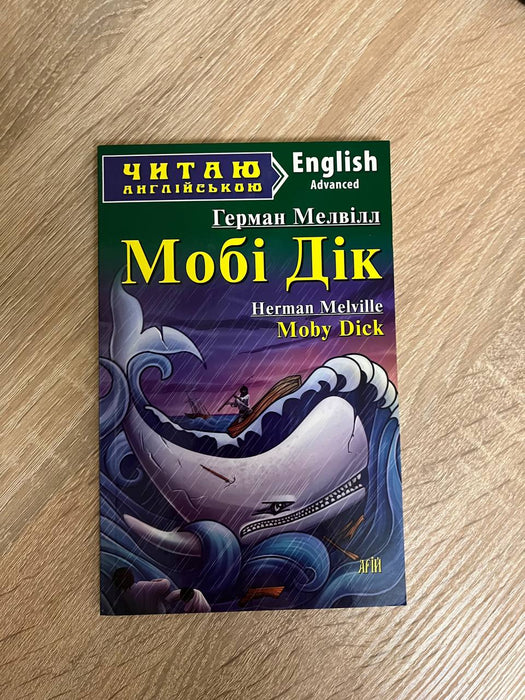 ЧИТАЮ
АНГЛІЙСЬКОЮ
English
Advanced
Герман Мелвілл
Мобі Дік
Herman Melville
Moby Dick
АРІЙ